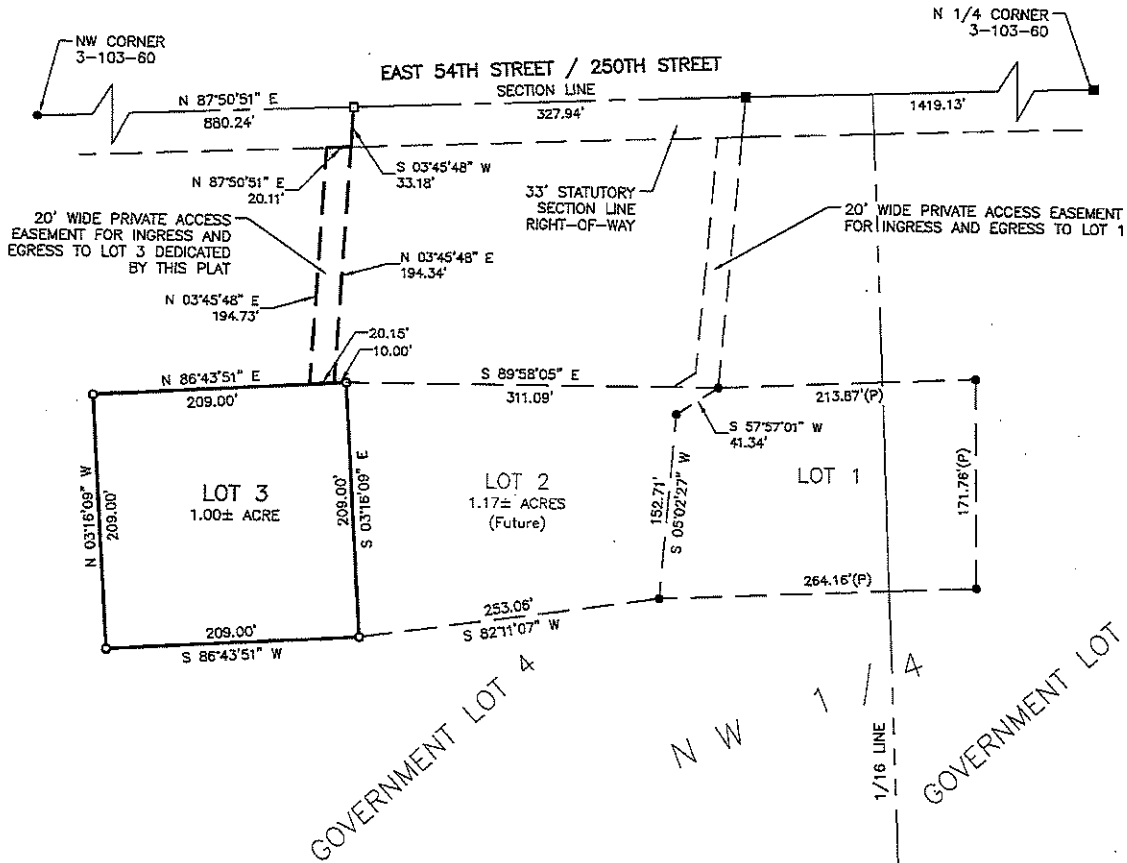 NW CORNER
3-103-60
N 1/4 CORNER
3-103-60
EAST 54TH STREET / 250TH STREET
SECTION LINE
N 87°50'51" E
880.24'
327.94'
1419.13'
S 03°45'48" W
33.18'
N 87°50'51" E
20.11'
33' STATUTORY
SECTION LINE
RIGHT-OF-WAY
20' WIDE PRIVATE ACCESS
EASEMENT FOR INGRESS AND
EGRESS TO LOT 3 DEDICATED
BY THIS PLAT
20' WIDE PRIVATE ACCESS EASEMENT
FOR INGRESS AND EGRESS TO LOT 1
N 03°45'48" E
194.34'
N 03°45'48" E
194.73'
20.15'
10.00'
N 86°43'51" E
209.00'
S 89°58'05" E
311.09'
213.87'(P)
S 57°57'01" W
41.34'
N 03°16'09" W
209.00'
LOT 3
1.00± ACRE
209.00'
S 03°16'09" E
LOT 2
1.17± ACRES
(Future)
152.71'
S 05°02'27" W
LOT 1
171.76'(P)
264.16'(P)
253.06'
S 82°11'07" W
209.00'
S 86°43'51" W
GOVERNMENT LOT 4
NW 1/4
1/16 LINE
GOVERNMENT LOT